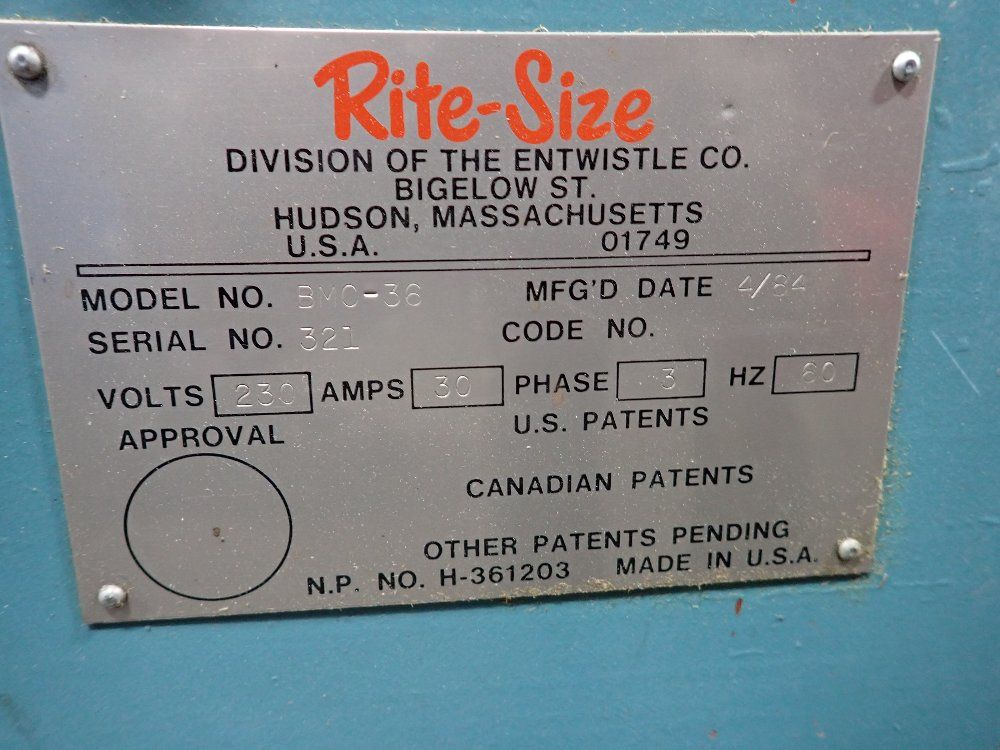 Rite-Size
DIVISION OF THE ENTWISTLE CO.
BIGELOW ST.
HUDSON, MASSACHUSETTS
U.S.A. 01749
MODEL NO. BMC-36 MFG'D DATE 4/84
SERIAL NO. 321 CODE NO.
VOLTS 230 AMPS 30 PHASE 3 HZ 60
APPROVAL U.S. PATENTS
CANADIAN PATENTS
OTHER PATENTS PENDING
N.P. NO. H-361203 MADE IN U.S.A.